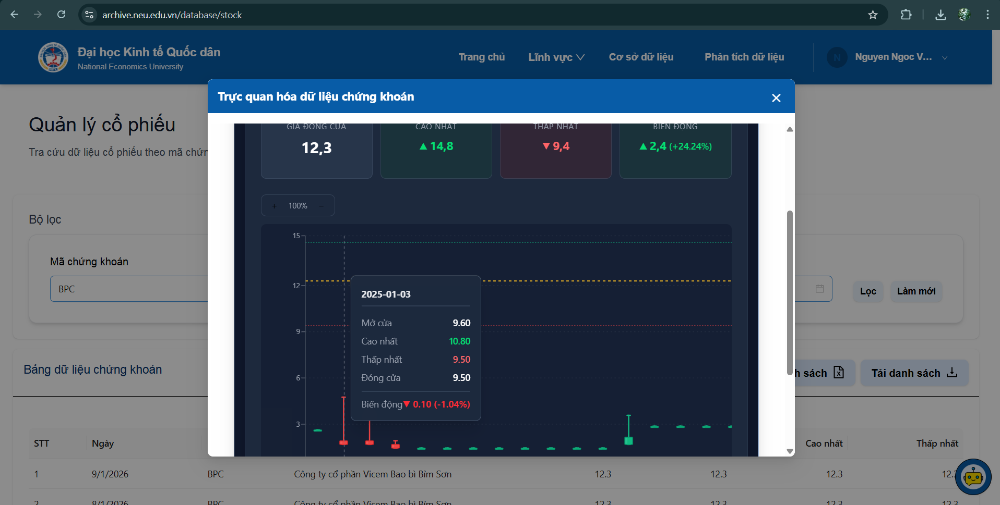 archive.neu.edu.vn/database/stock
Đại học Kinh tế Quốc dân
National Economics University
Trang chủ
Lĩnh vực
Cơ sở dữ liệu
Phân tích dữ liệu
N
Nguyen Ngoc V...
Trực quan hóa dữ liệu chứng khoán
Quản lý cổ phiếu
Tra cứu dữ liệu cổ phiếu theo mã chứn
GIÁ ĐÓNG CỬA
12,3
CAO NHẤT
▲ 14,8
THẤP NHẤT
▼ 9,4
BIẾN ĐỘNG
▲ 2,4 (+24.24%)
+ 100% −
Bộ lọc
Mã chứng khoán
BPC
Lọc
Làm mới
15
12
9
6
3
2025-01-03
Mở cửa 9.60
Cao nhất 10.80
Thấp nhất 9.50
Đóng cửa 9.50
Biến động▼ 0.10 (-1.04%)
Bảng dữ liệu chứng khoán
h sách
Tải danh sách
STT Ngày Cao nhất Thấp nhất
1 9/1/2026 BPC Công ty cổ phần Vicem Bao bì Bỉm Sơn 12.3 12.3 12.3 12.3
2 8/1/2026 BPC Công ty cổ phần Vicem Bao bì Bỉm Sơn 12.3 12.3 12.3 12.3